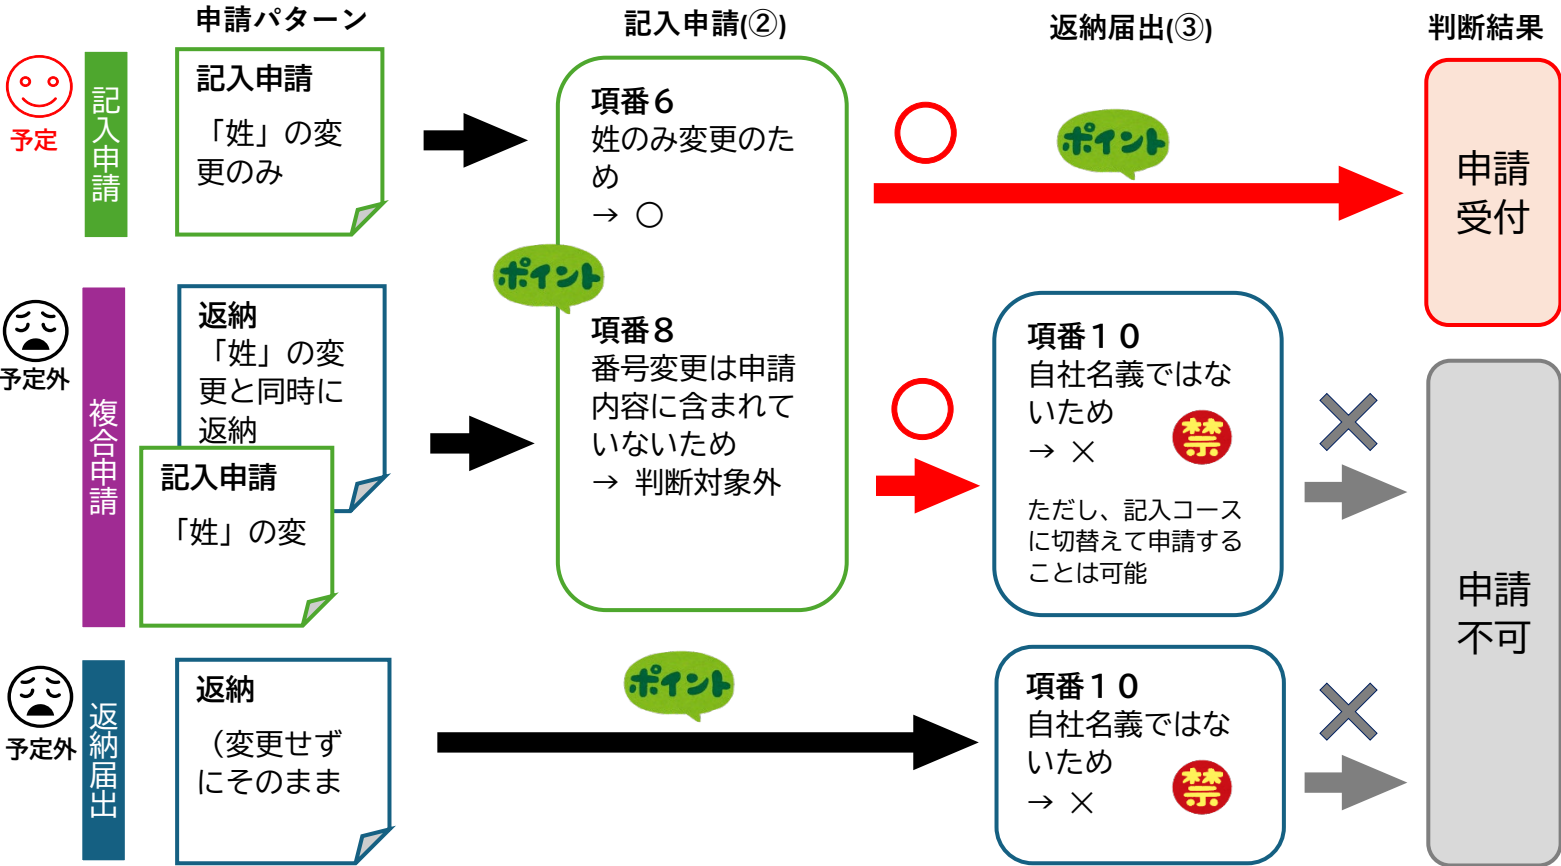 申請パターン
記入申請(②)
返納届出(③)
判断結果
予定
記入申請
記入申請
「姓」の変
更のみ
項番６
姓のみ変更のた
め
→ ○
ポイント
申請
受付
ポイント
予定外
複合申請
返納
「姓」の変
更と同時に
返納
記入申請
「姓」の変
項番８
番号変更は申請
内容に含まれて
いないため
→ 判断対象外
項番１０
自社名義ではな
いため
→ ×
禁
ただし、記入コース
に切替えて申請する
ことは可能
申請
不可
予定外
返納届出
返納
（変更せず
にそのまま
ポイント
項番１０
自社名義ではな
いため
→ ×
禁